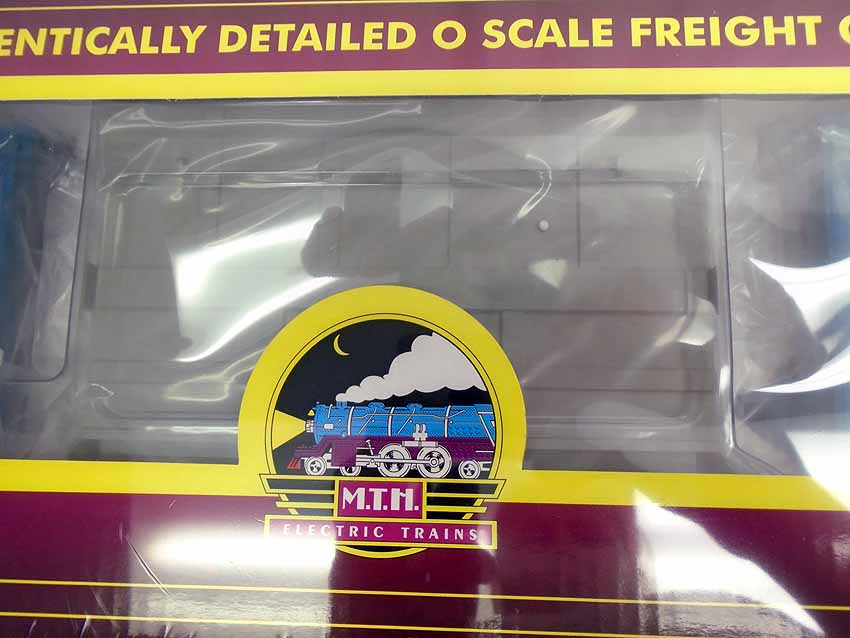 ENTICALLY DETAILED O SCALE FREIGHT
M.T.H.
ELECTRIC TRAINS